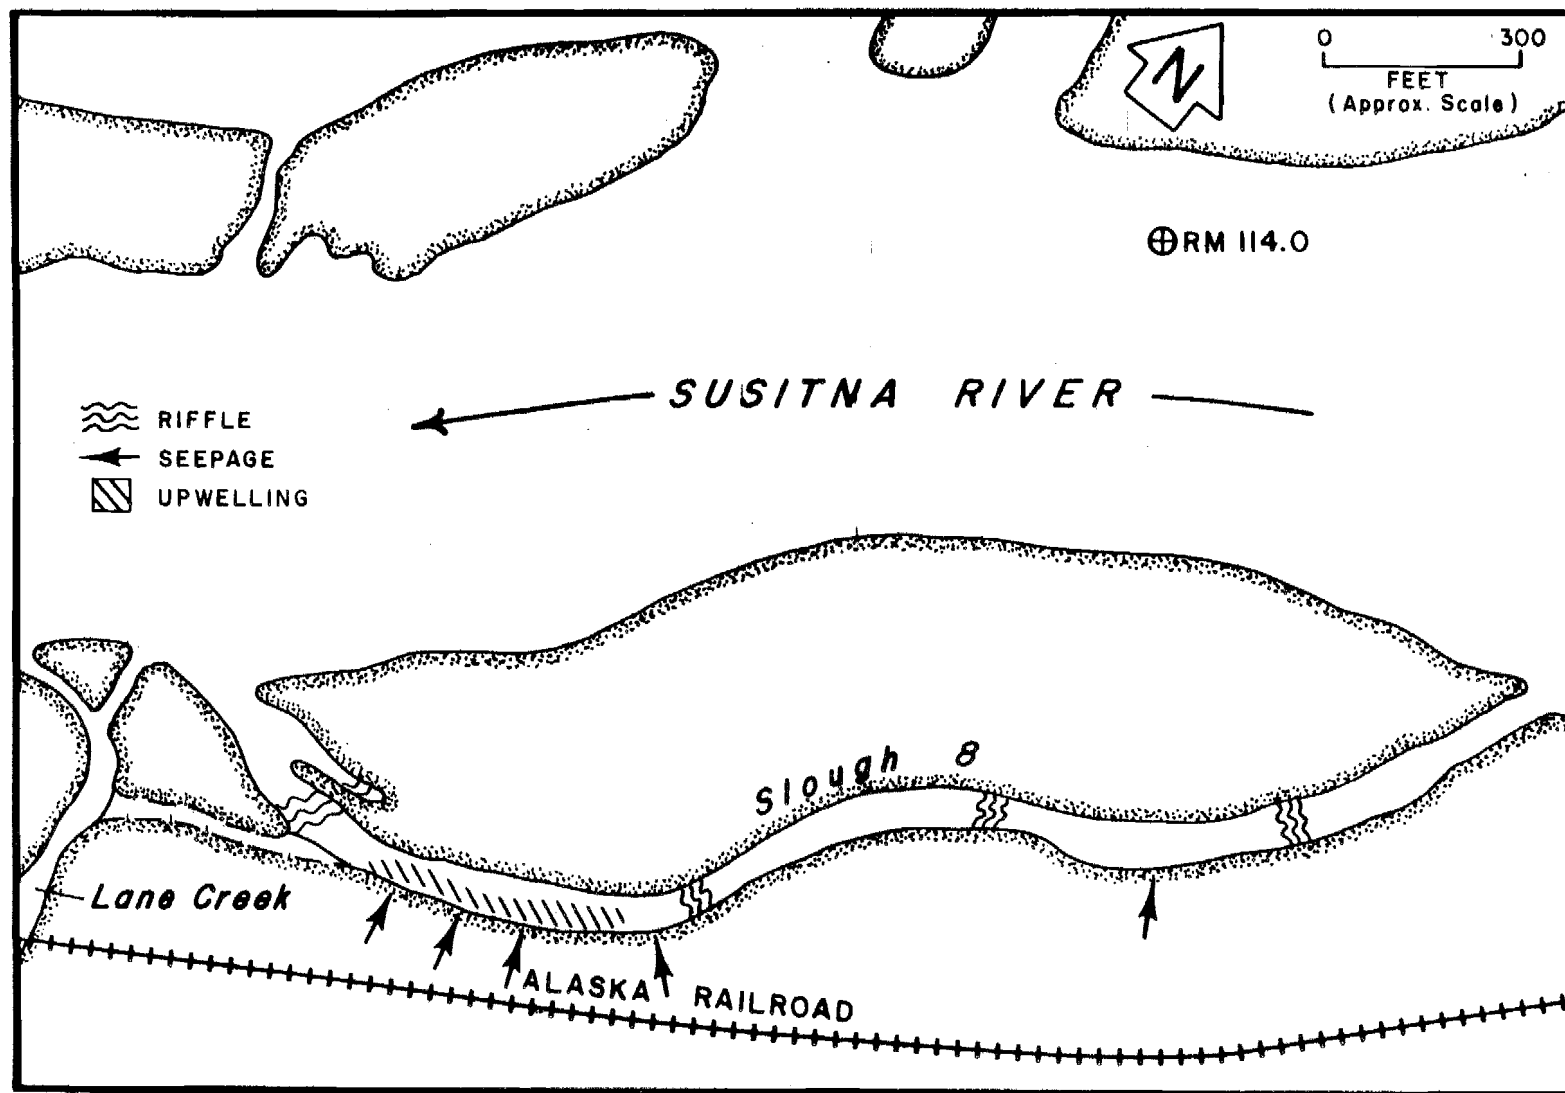 N
0 300
FEET
(Approx. Scale)
RM 114.0
SUSITNA RIVER
RIFFLE
SEEPAGE
UPWELLING
Slough 8
Lane Creek
ALASKA RAILROAD